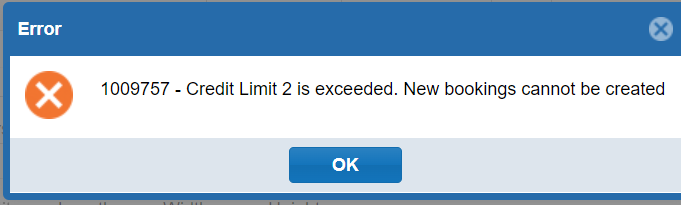 Error
1009757 - Credit Limit 2 is exceeded. New bookings cannot be created
OK